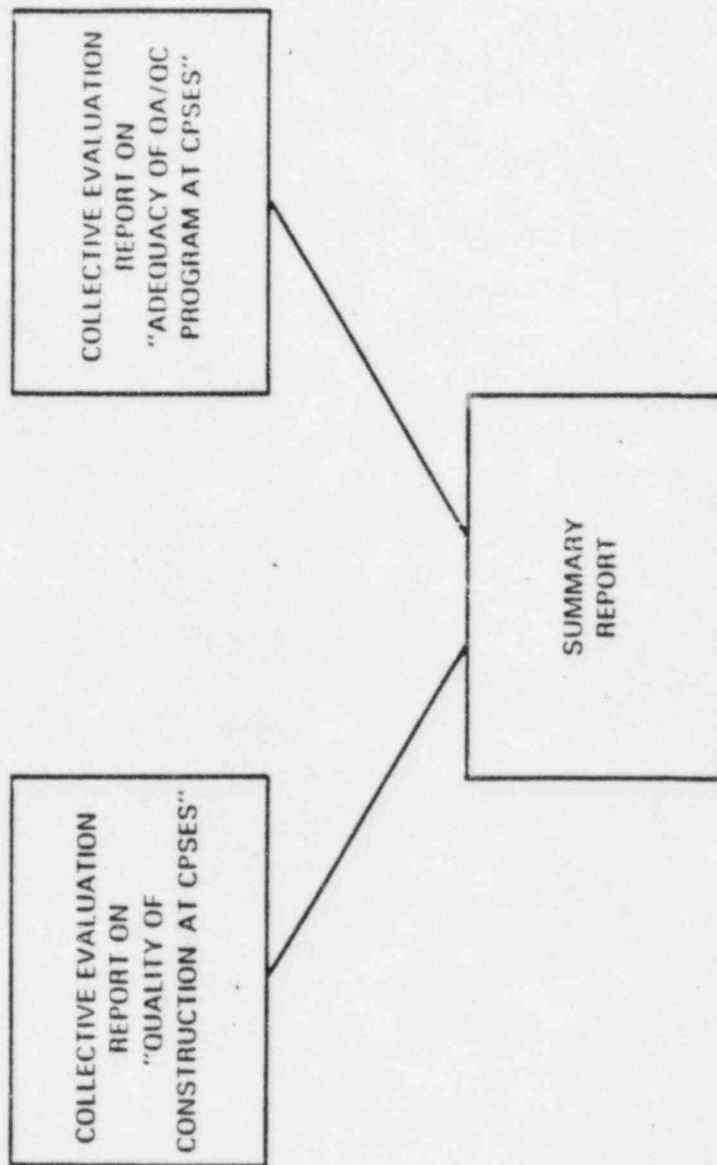 COLLECTIVE EVALUATION
REPORT ON
"QUALITY OF
CONSTRUCTION AT CPSES"
COLLECTIVE EVALUATION
REPORT ON
"ADEQUACY OF QA/QC
PROGRAM AT CPSES"
SUMMARY
REPORT